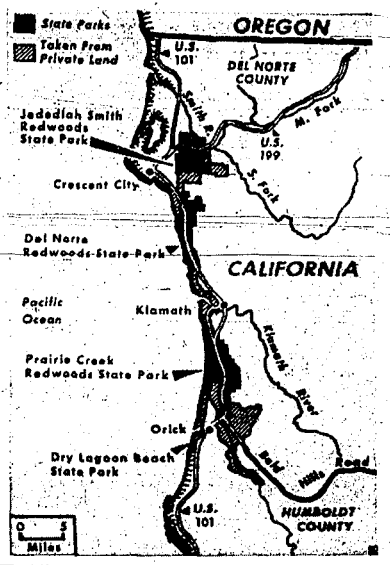 OREGON
State Parks
Taken From
Private Land
U.S.
101
DEL NORTE
COUNTY
Smith R.
M. Fork
U.S.
199
Jedediah Smith
Redwoods
State Park
S. Fork
Crescent City
Del Norte
Redwoods State Park
CALIFORNIA
Pacific
Ocean
Klamath
Klamath
River
Prairie Creek
Redwoods State Park
Orick
Bald
Hills
Road
Dry Lagoon Beach
State Park
U.S.
101
HUMBOLDT
COUNTY
0 5
Miles